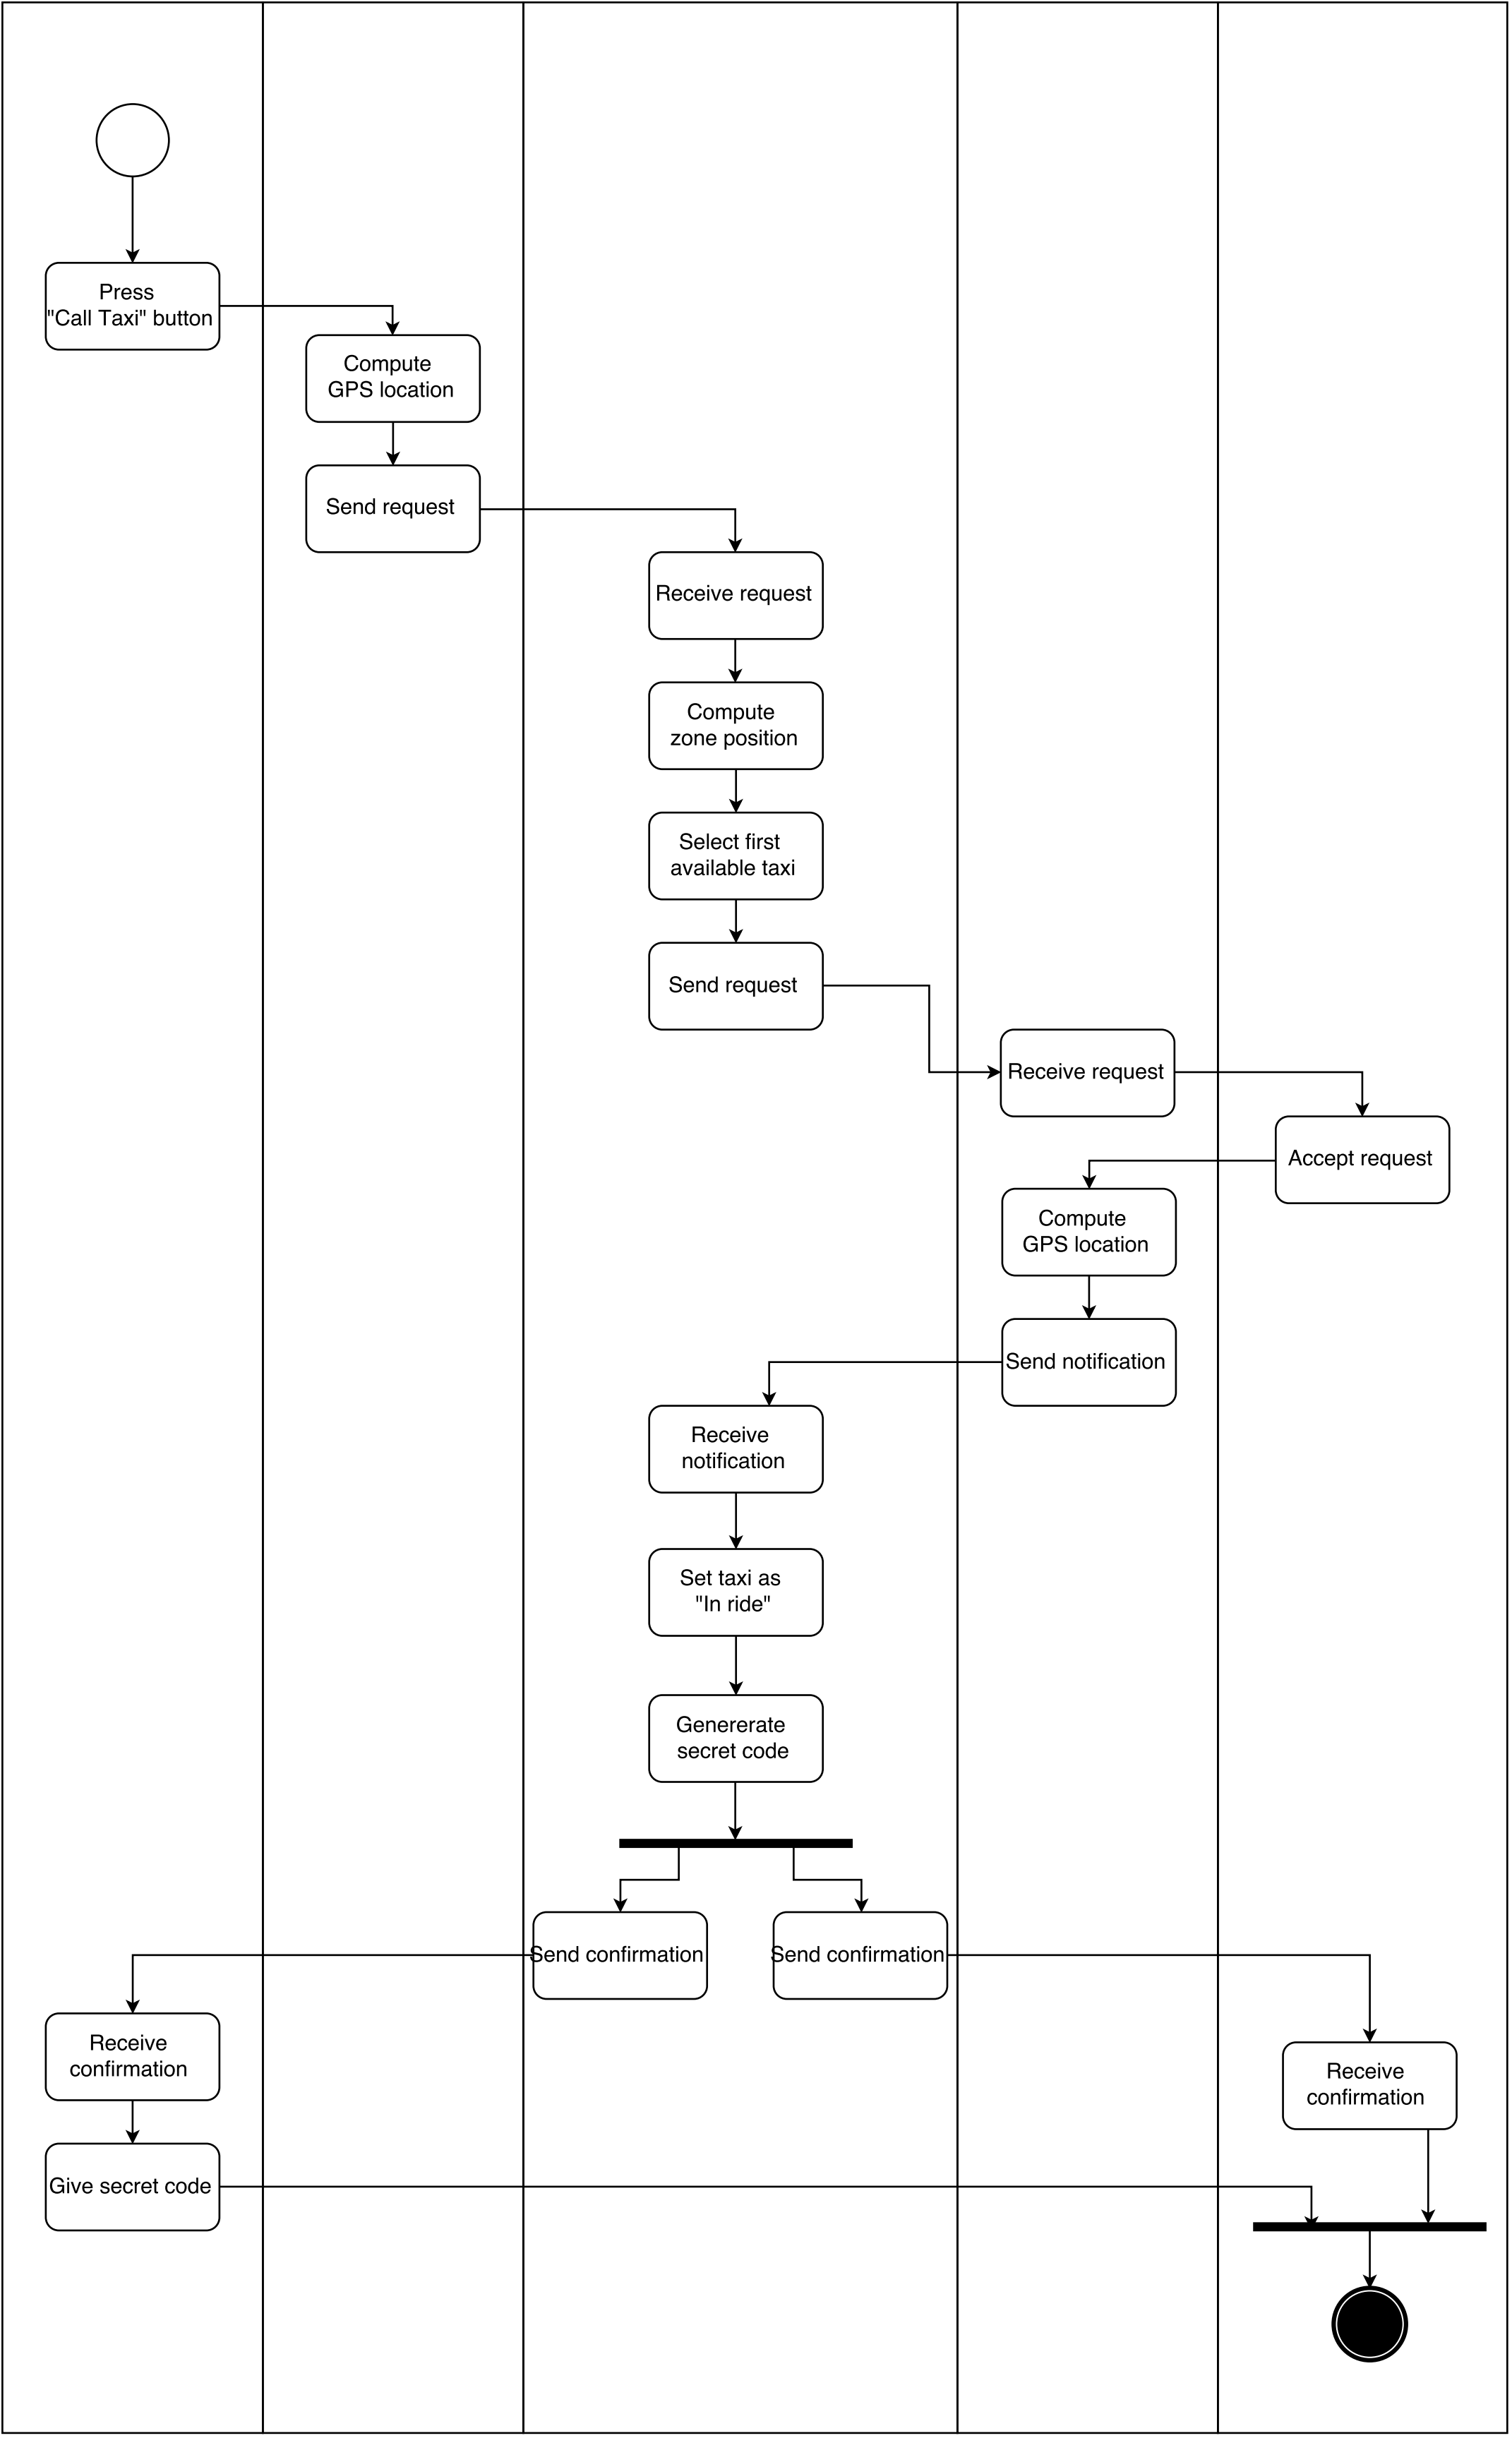 Press
"Call Taxi" button
Compute
GPS location
Send request
Receive request
Compute
zone position
Select first
available taxi
Send request
Receive request
Accept request
Compute
GPS location
Send notification
Receive
notification
Set taxi as
"In ride"
Genererate
secret code
Send confirmation
Send confirmation
Receive
confirmation
Receive
confirmation
Give secret code